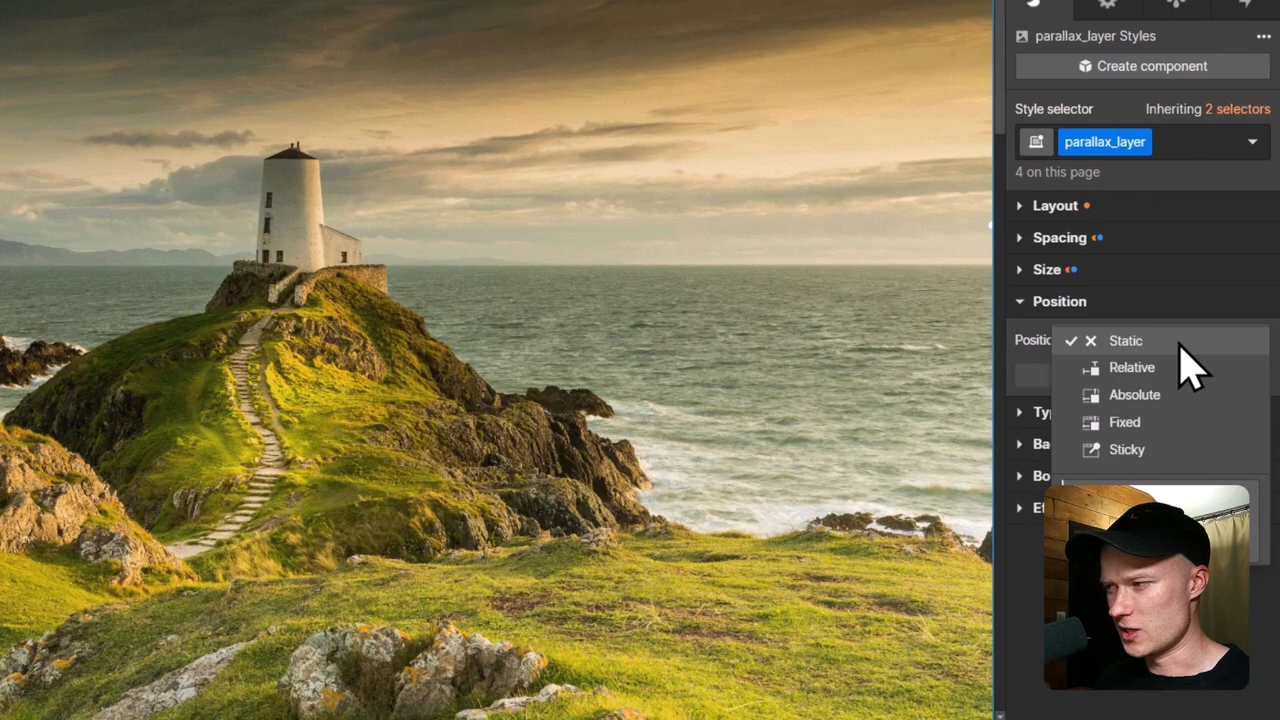 parallax_layer Styles
Create component
Style selector
Inheriting 2 selectors
parallax_layer
4 on this page
Layout
Spacing
Size
Position
Static
Relative
Absolute
Fixed
Sticky